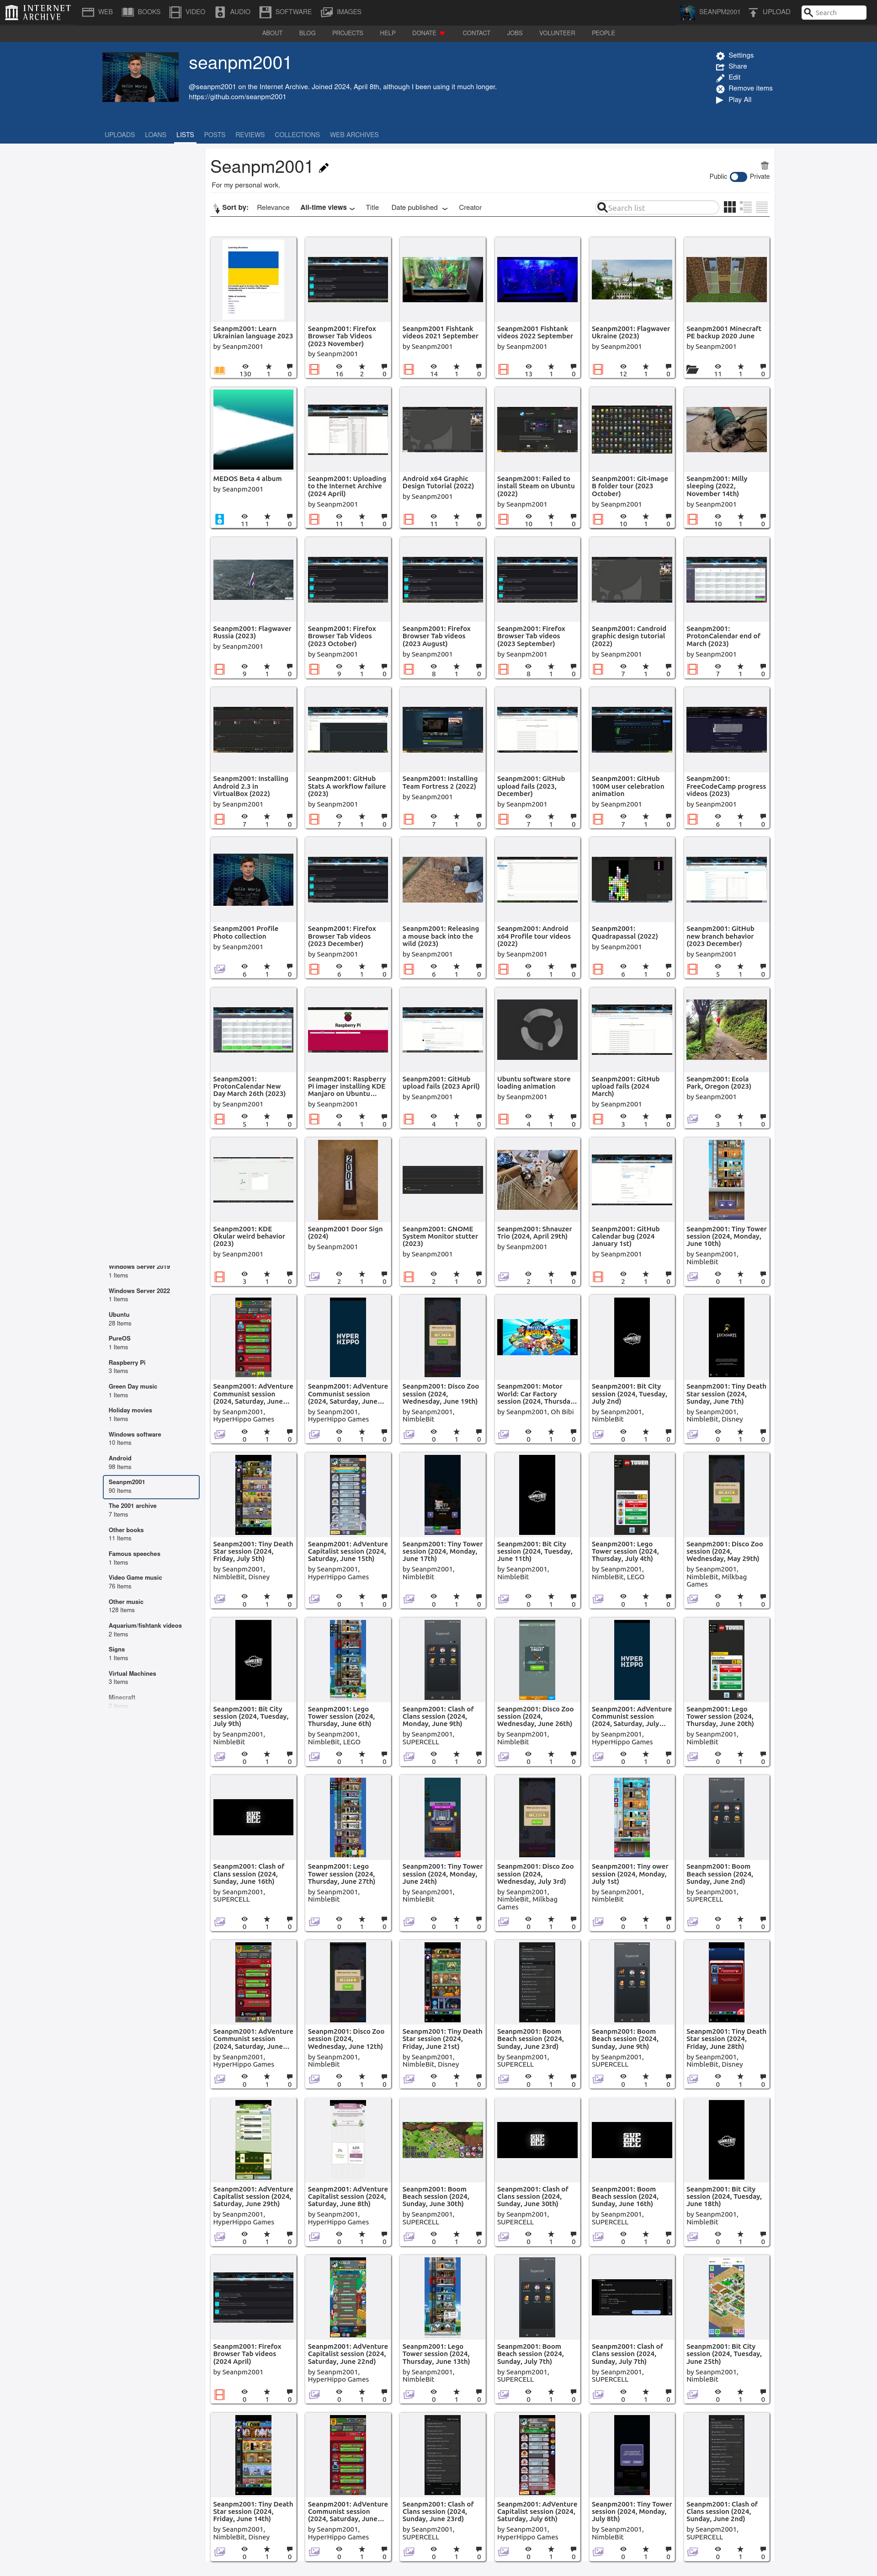 INTERNET ARCHIVE
WEB
BOOKS
VIDEO
AUDIO
SOFTWARE
IMAGES
SEANPM2001
UPLOAD
Search
ABOUT
BLOG
PROJECTS
HELP
DONATE
CONTACT
JOBS
VOLUNTEER
PEOPLE
seanpm2001
@seanpm2001 on the Internet Archive. Joined 2024, April 8th, although I been using it much longer.
https://github.com/seanpm2001
Settings
Share
Edit
Remove items
Play All
UPLOADS
LOANS
LISTS
POSTS
REVIEWS
COLLECTIONS
WEB ARCHIVES
Seanpm2001
For my personal work.
Public
Private
Sort by:
Relevance
All-time views
Title
Date published
Creator
Search list
Seanpm2001: Learn
Ukrainian language 2023
by Seanpm2001
130 1 0
Seanpm2001: Firefox
Browser Tab Videos
(2023 November)
by Seanpm2001
16 2 0
Seanpm2001 Fishtank
videos 2021 September
by Seanpm2001
14 1 0
Seanpm2001 Fishtank
videos 2022 September
by Seanpm2001
13 1 0
Seanpm2001: Flagwaver
Ukraine (2023)
by Seanpm2001
12 1 0
Seanpm2001 Minecraft
PE backup 2020 June
by Seanpm2001
11 1 0
MEDOS Beta 4 album
by Seanpm2001
11 1 0
Seanpm2001: Uploading
to the Internet Archive
(2024 April)
by Seanpm2001
11 1 0
Android x64 Graphic
Design Tutorial (2022)
by Seanpm2001
11 1 0
Seanpm2001: Failed to
install Steam on Ubuntu
(2022)
by Seanpm2001
10 1 0
Seanpm2001: Git-image
B folder tour (2023
October)
by Seanpm2001
10 1 0
Seanpm2001: Milly
sleeping (2022,
November 14th)
by Seanpm2001
10 1 0
Seanpm2001: Flagwaver
Russia (2023)
by Seanpm2001
9 1 0
Seanpm2001: Firefox
Browser Tab Videos
(2023 October)
by Seanpm2001
9 1 0
Seanpm2001: Firefox
Browser Tab videos
(2023 August)
by Seanpm2001
8 1 0
Seanpm2001: Firefox
Browser Tab videos
(2023 September)
by Seanpm2001
8 1 0
Seanpm2001: Candroid
graphic design tutorial
(2022)
by Seanpm2001
7 1 0
Seanpm2001:
ProtonCalendar end of
March (2023)
by Seanpm2001
7 1 0
Seanpm2001: Installing
Android 2.3 in
VirtualBox (2022)
by Seanpm2001
7 1 0
Seanpm2001: GitHub
Stats A workflow failure
(2023)
by Seanpm2001
7 1 0
Seanpm2001: Installing
Team Fortress 2 (2022)
by Seanpm2001
7 1 0
Seanpm2001: GitHub
upload fails (2023,
December)
by Seanpm2001
7 1 0
Seanpm2001: GitHub
100M user celebration
animation
by Seanpm2001
7 1 0
Seanpm2001:
FreeCodeCamp progress
videos (2023)
by Seanpm2001
6 1 0
Seanpm2001 Profile
Photo collection
by Seanpm2001
6 1 0
Seanpm2001: Firefox
Browser Tab videos
(2023 December)
by Seanpm2001
6 1 0
Seanpm2001: Releasing
a mouse back into the
wild (2023)
by Seanpm2001
6 1 0
Seanpm2001: Android
x64 Profile tour videos
(2022)
by Seanpm2001
6 1 0
Seanpm2001:
Quadrapassal (2022)
by Seanpm2001
6 1 0
Seanpm2001: GitHub
new branch behavior
(2023 December)
by Seanpm2001
5 1 0
Seanpm2001:
ProtonCalendar New
Day March 26th (2023)
by Seanpm2001
5 1 0
Raspberry Pi
Seanpm2001: Raspberry
Pi imager installing KDE
Manjaro on Ubuntu...
by Seanpm2001
4 1 0
Seanpm2001: GitHub
upload fails (2023 April)
by Seanpm2001
4 1 0
Ubuntu software store
loading animation
by Seanpm2001
4 1 0
Seanpm2001: GitHub
upload fails (2024
March)
by Seanpm2001
3 1 0
Seanpm2001: Ecola
Park, Oregon (2023)
by Seanpm2001
3 1 0
Seanpm2001: KDE
Okular weird behavior
(2023)
by Seanpm2001
3 1 0
2001
Seanpm2001 Door Sign
(2024)
by Seanpm2001
2 1 0
Seanpm2001: GNOME
System Monitor stutter
(2023)
by Seanpm2001
2 1 0
Seanpm2001: Shnauzer
Trio (2024, April 29th)
by Seanpm2001
2 1 0
Seanpm2001: GitHub
Calendar bug (2024
January 1st)
by Seanpm2001
2 1 0
Seanpm2001: Tiny Tower
session (2024, Monday,
June 10th)
by Seanpm2001,
NimbleBit
0 1 0
Windows Server 2019
1 Items
Windows Server 2022
1 Items
Ubuntu
28 Items
PureOS
1 Items
Raspberry Pi
3 Items
Green Day music
1 Items
Holiday movies
1 Items
Windows software
10 Items
Android
98 Items
Seanpm2001
90 Items
The 2001 archive
7 Items
Other books
11 Items
Famous speeches
1 Items
Video Game music
76 Items
Other music
128 Items
Aquarium/fishtank videos
2 Items
Signs
1 Items
Virtual Machines
3 Items
Minecraft
Seanpm2001: AdVenture
Communist session
(2024, Saturday, June...
by Seanpm2001,
HyperHippo Games
0 1 0
HYPER
HIPPO
Seanpm2001: AdVenture
Communist session
(2024, Saturday, June...
by Seanpm2001,
HyperHippo Games
0 1 0
Seanpm2001: Disco Zoo
session (2024,
Wednesday, June 19th)
by Seanpm2001,
NimbleBit
0 1 0
Seanpm2001: Motor
World: Car Factory
session (2024, Thursda...
by Seanpm2001, Oh Bibi
0 1 0
Seanpm2001: Bit City
session (2024, Tuesday,
July 2nd)
by Seanpm2001,
NimbleBit
0 1 0
Seanpm2001: Tiny Death
Star session (2024,
Sunday, June 7th)
by Seanpm2001,
NimbleBit, Disney
0 1 0
Seanpm2001: Tiny Death
Star session (2024,
Friday, July 5th)
by Seanpm2001,
NimbleBit, Disney
0 1 0
Seanpm2001: AdVenture
Capitalist session (2024,
Saturday, June 15th)
by Seanpm2001,
HyperHippo Games
0 1 0
Seanpm2001: Tiny Tower
session (2024, Monday,
June 17th)
by Seanpm2001,
NimbleBit
0 1 0
Seanpm2001: Bit City
session (2024, Tuesday,
June 11th)
by Seanpm2001,
NimbleBit
0 1 0
TOWER
Seanpm2001: Lego
Tower session (2024,
Thursday, July 4th)
by Seanpm2001,
NimbleBit, LEGO
0 1 0
Seanpm2001: Disco Zoo
session (2024,
Wednesday, May 29th)
by Seanpm2001,
NimbleBit, Milkbag
Games
0 1 0
Seanpm2001: Bit City
session (2024, Tuesday,
July 9th)
by Seanpm2001,
NimbleBit
0 1 0
Seanpm2001: Lego
Tower session (2024,
Thursday, June 6th)
by Seanpm2001,
NimbleBit, LEGO
0 1 0
Seanpm2001: Clash of
Clans session (2024,
Monday, June 9th)
by Seanpm2001,
SUPERCELL
0 1 0
Seanpm2001: Disco Zoo
session (2024,
Wednesday, June 26th)
by Seanpm2001,
NimbleBit
0 1 0
HYPER
HIPPO
Seanpm2001: AdVenture
Communist session
(2024, Saturday, July...
by Seanpm2001,
HyperHippo Games
0 1 0
TOWER
Seanpm2001: Lego
Tower session (2024,
Thursday, June 20th)
by Seanpm2001,
NimbleBit
0 1 0
SUP
ERC
ELL
Seanpm2001: Clash of
Clans session (2024,
Sunday, June 16th)
by Seanpm2001,
SUPERCELL
0 1 0
Seanpm2001: Lego
Tower session (2024,
Thursday, June 27th)
by Seanpm2001,
NimbleBit
0 1 0
Seanpm2001: Tiny Tower
session (2024, Monday,
June 24th)
by Seanpm2001,
NimbleBit
0 1 0
Seanpm2001: Disco Zoo
session (2024,
Wednesday, July 3rd)
by Seanpm2001,
NimbleBit, Milkbag
Games
0 1 0
Seanpm2001: Tiny ower
session (2024, Monday,
July 1st)
by Seanpm2001,
NimbleBit
0 1 0
Seanpm2001: Boom
Beach session (2024,
Sunday, June 2nd)
by Seanpm2001,
SUPERCELL
0 1 0
Seanpm2001: AdVenture
Communist session
(2024, Saturday, June...
by Seanpm2001,
HyperHippo Games
0 1 0
Seanpm2001: Disco Zoo
session (2024,
Wednesday, June 12th)
by Seanpm2001,
NimbleBit
0 1 0
Seanpm2001: Tiny Death
Star session (2024,
Friday, June 21st)
by Seanpm2001,
NimbleBit, Disney
0 1 0
Seanpm2001: Boom
Beach session (2024,
Sunday, June 23rd)
by Seanpm2001,
SUPERCELL
0 1 0
Seanpm2001: Boom
Beach session (2024,
Sunday, June 9th)
by Seanpm2001,
SUPERCELL
0 1 0
Seanpm2001: Tiny Death
Star session (2024,
Friday, June 28th)
by Seanpm2001,
NimbleBit, Disney
0 1 0
Seanpm2001: AdVenture
Capitalist session (2024,
Saturday, June 29th)
by Seanpm2001,
HyperHippo Games
0 1 0
Seanpm2001: AdVenture
Capitalist session (2024,
Saturday, June 8th)
by Seanpm2001,
HyperHippo Games
0 1 0
Seanpm2001: Boom
Beach session (2024,
Sunday, June 30th)
by Seanpm2001,
SUPERCELL
0 1 0
SUP
ERC
ELL
Seanpm2001: Clash of
Clans session (2024,
Sunday, June 30th)
by Seanpm2001,
SUPERCELL
0 1 0
SUP
ERC
ELL
Seanpm2001: Boom
Beach session (2024,
Sunday, June 16th)
by Seanpm2001,
SUPERCELL
0 1 0
Seanpm2001: Bit City
session (2024, Tuesday,
June 18th)
by Seanpm2001,
NimbleBit
0 1 0
Seanpm2001: Firefox
Browser Tab videos
(2024 April)
by Seanpm2001
0 1 0
Seanpm2001: AdVenture
Capitalist session (2024,
Saturday, June 22nd)
by Seanpm2001,
HyperHippo Games
0 1 0
Seanpm2001: Lego
Tower session (2024,
Thursday, June 13th)
by Seanpm2001,
NimbleBit
0 1 0
Seanpm2001: Boom
Beach session (2024,
Sunday, July 7th)
by Seanpm2001,
SUPERCELL
0 1 0
Seanpm2001: Clash of
Clans session (2024,
Sunday, July 7th)
by Seanpm2001,
SUPERCELL
0 1 0
Seanpm2001: Bit City
session (2024, Tuesday,
June 25th)
by Seanpm2001,
NimbleBit
0 1 0
Seanpm2001: Tiny Death
Star session (2024,
Friday, June 14th)
by Seanpm2001,
NimbleBit, Disney
0 1 0
Seanpm2001: AdVenture
Communist session
(2024, Saturday, June...
by Seanpm2001,
HyperHippo Games
0 1 0
Seanpm2001: Clash of
Clans session (2024,
Sunday, June 23rd)
by Seanpm2001,
SUPERCELL
0 1 0
Seanpm2001: AdVenture
Capitalist session (2024,
Saturday, July 6th)
by Seanpm2001,
HyperHippo Games
0 1 0
Seanpm2001: Tiny Tower
session (2024, Monday,
July 8th)
by Seanpm2001,
NimbleBit
0 1 0
Seanpm2001: Clash of
Clans session (2024,
Sunday, June 2nd)
by Seanpm2001,
SUPERCELL
0 1 0